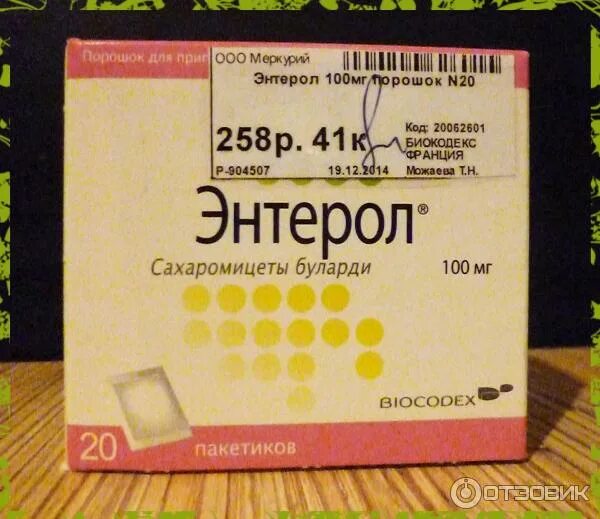 Порошок для приг
ООО Меркурий
Энтерол 100мг порошок N20
258р. 41к
Код: 20062601
БИОКОДЕКС
ФРАНЦИЯ
Р-904507 19.12.2014 Можаева Т.Н.
Энтерол®
Сахаромицеты буларди 100 мг
BIOCODEX
20 пакетиков
ОТЗОВИК